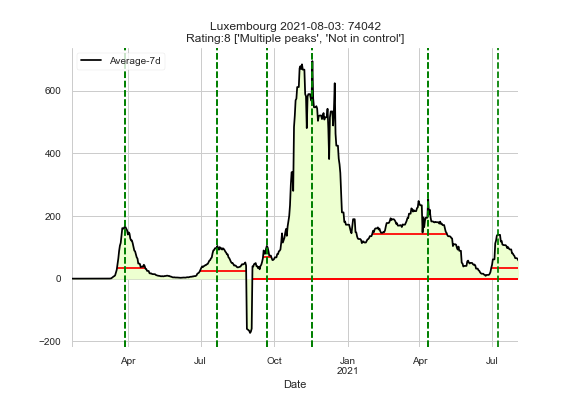 Luxembourg 2021-08-03: 74042
Rating:8 ['Multiple peaks', 'Not in control']
Average-7d
600
400
200
0
−200
Apr
Jul
Oct
Jan
2021
Apr
Jul
Date